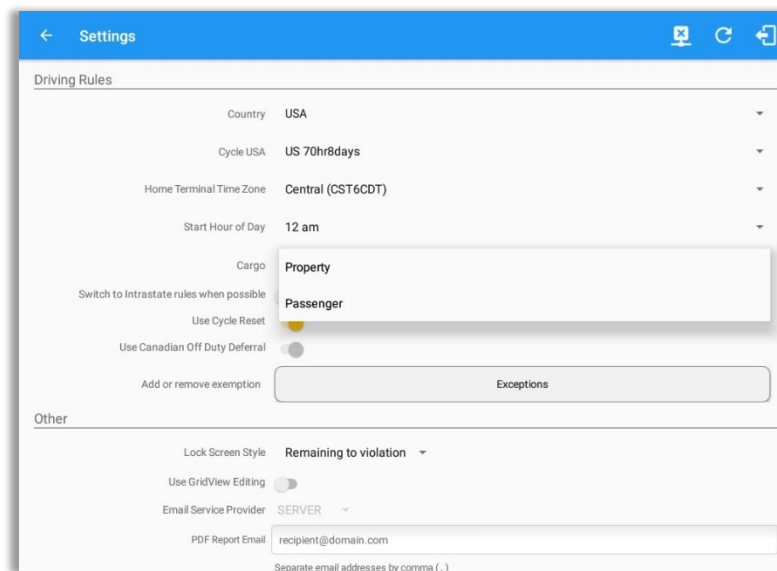 Settings
Driving Rules
Country USA
Cycle USA US 70hr8days
Home Terminal Time Zone Central (CST6CDT)
Start Hour of Day 12 am
Cargo Property
Passenger
Switch to Intrastate rules when possible
Use Cycle Reset
Use Canadian Off Duty Deferral
Add or remove exemption Exceptions
Other
Lock Screen Style Remaining to violation
Use GridView Editing
Email Service Provider SERVER
PDF Report Email recipient@domain.com
Separate email addresses by comma ( , )